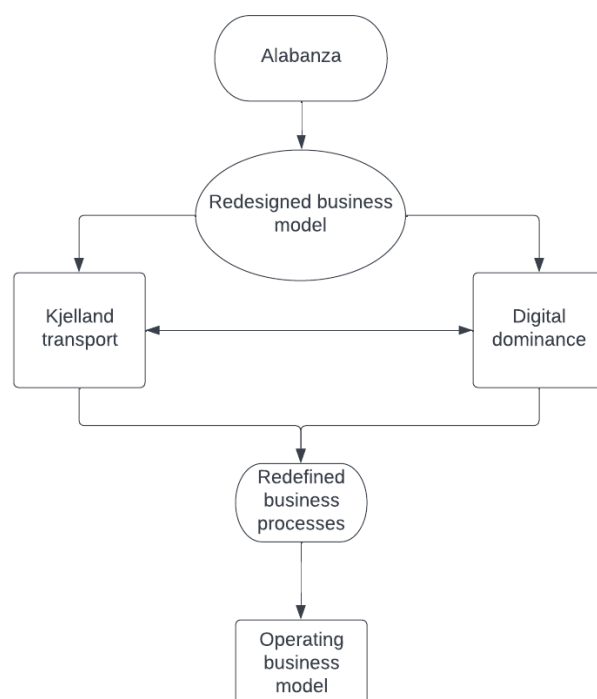 Alabanza
Redesigned business
model
Kjelland
transport
Digital
dominance
Redefined
business
processes
Operating
business
model